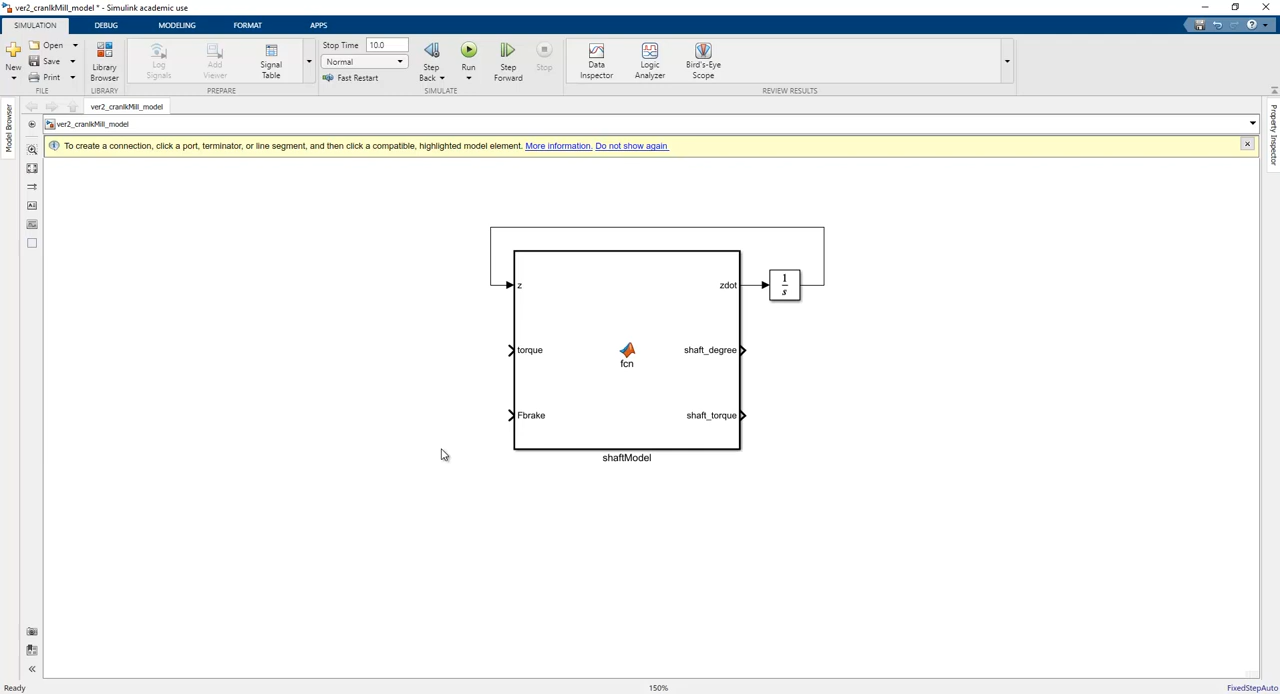 ver2_cranlkMill_model * - Simulink academic use
SIMULATION DEBUG MODELING FORMAT APPS
New
Open
Save
Print
FILE
Library Browser
LIBRARY
Log Signals
Add Viewer
Signal Table
PREPARE
Stop Time 10.0
Normal
Fast Restart
Step Back
Run
Step Forward
Stop
SIMULATE
Data Inspector
Logic Analyzer
Bird's-Eye Scope
REVIEW RESULTS
Model Browser
ver2_cranlkMill_model
ver2_cranlkMill_model
Property Inspector
To create a connection, click a port, terminator, or line segment, and then click a compatible, highlighted model element. More information. Do not show again
z zdot
1
s
torque shaft_degree
fcn
Fbrake shaft_torque
shaftModel
Ready 150% FixedStepAuto